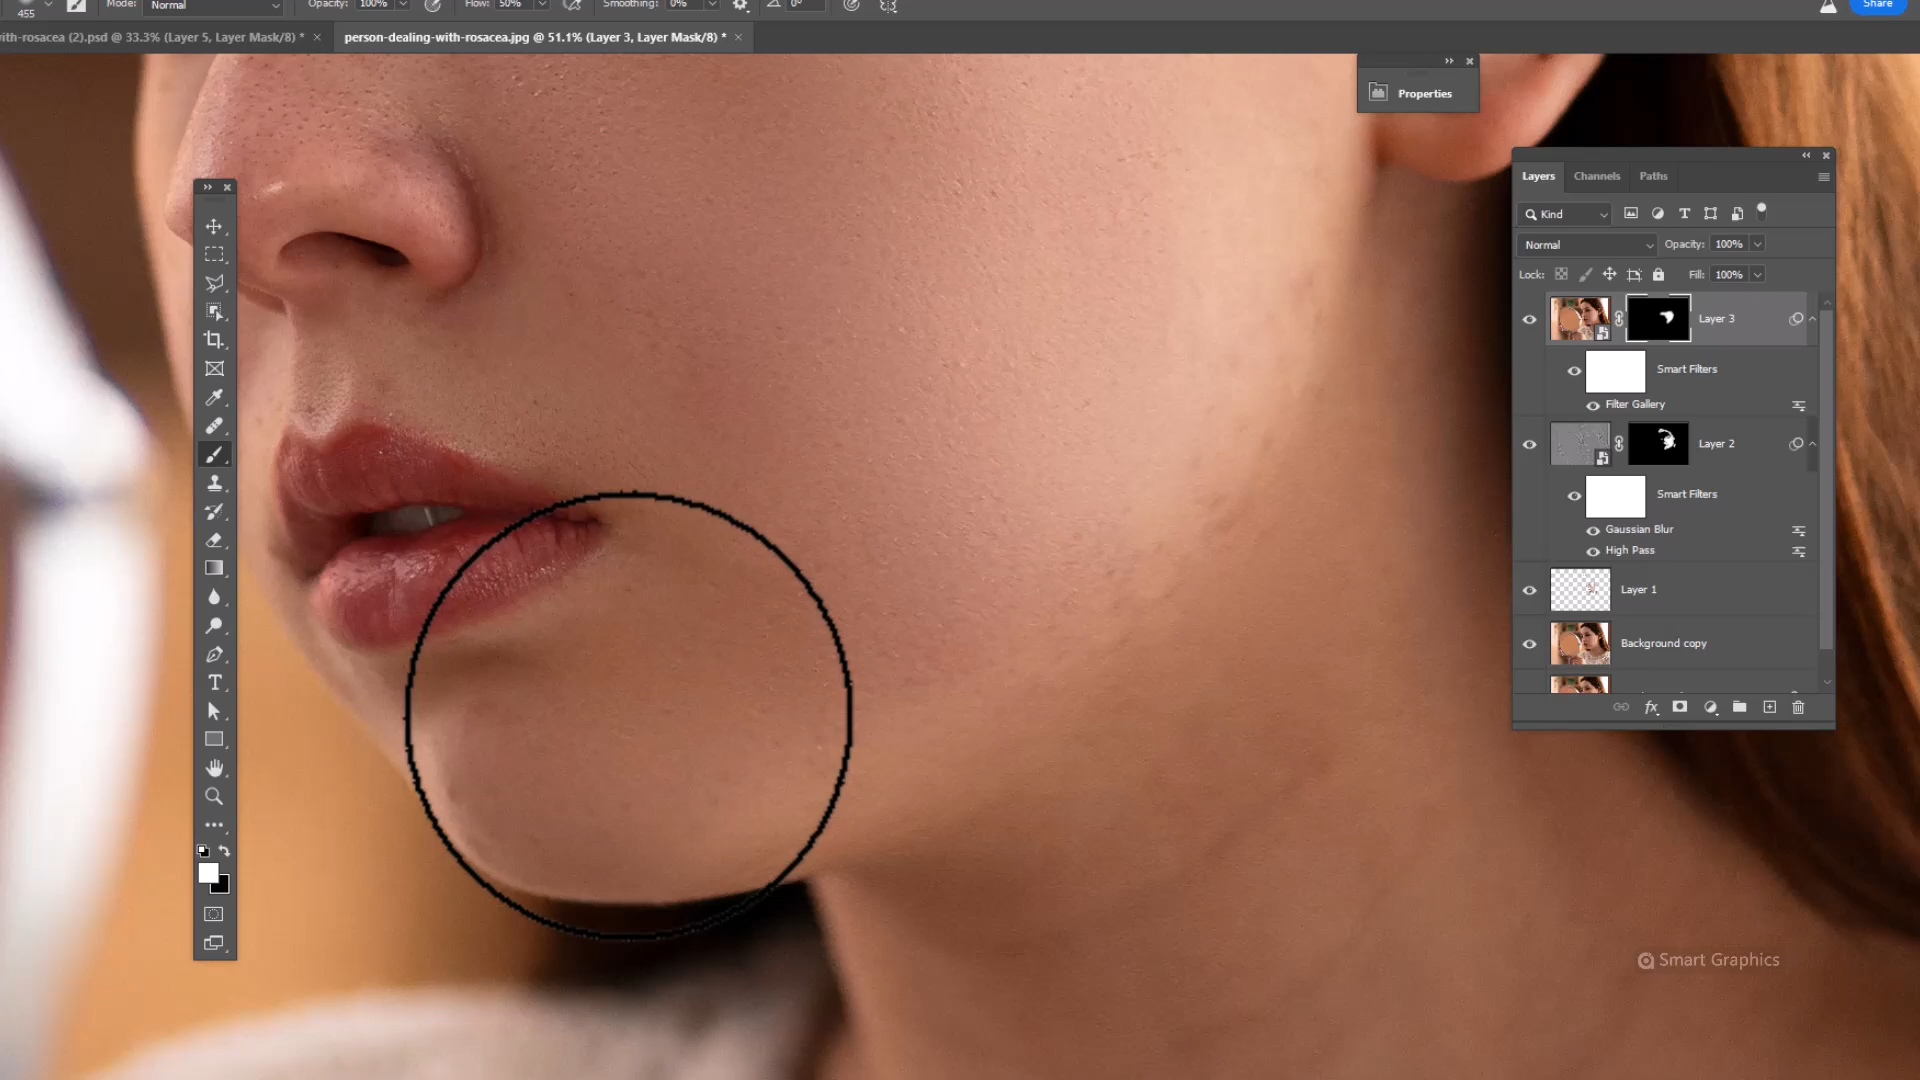 455
Mode: Normal Opacity: 100% Flow: 50% Smoothing: 0% 0° Share
with-rosacea (2).psd @ 33.3% (Layer 5, Layer Mask/8) * ×
person-dealing-with-rosacea.jpg @ 51.1% (Layer 3, Layer Mask/8) * ×
Properties
Layers Channels Paths
Kind
Normal Opacity: 100%
Lock: Fill: 100%
Layer 3
Smart Filters
Filter Gallery
Layer 2
Smart Filters
Gaussian Blur
High Pass
Layer 1
Background copy
fx
Smart Graphics